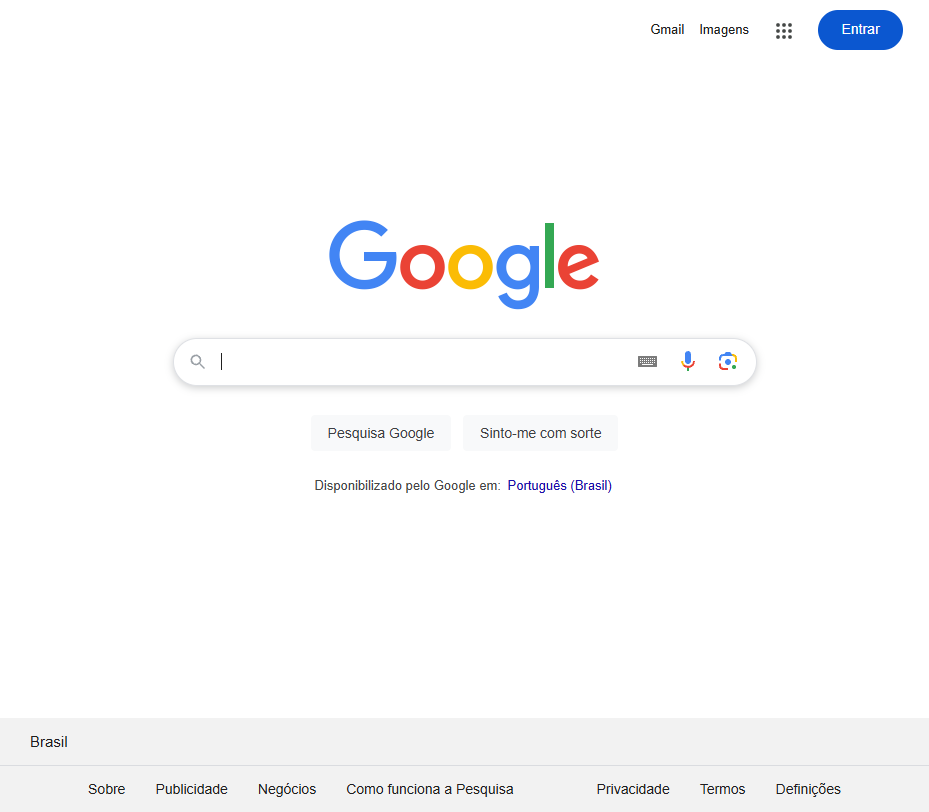 Gmail Imagens Entrar
Google
Pesquisa Google Sinto-me com sorte
Disponibilizado pelo Google em: Português (Brasil)
Brasil
Sobre Publicidade Negócios Como funciona a Pesquisa Privacidade Termos Definições